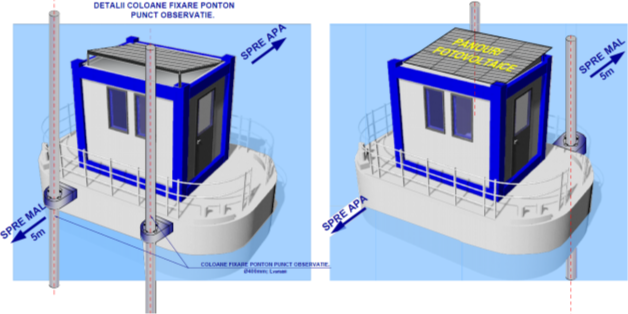 DETALII COLOANE FIXARE PONTON
PUNCT OBSERVATIE.
SPRE APA
SPRE MAL
5m
COLOANE FIXARE PONTON PUNCT OBSERVATIE.
PANOURI
FOTOVOLTAICE
SPRE MAL
5m
SPRE APA